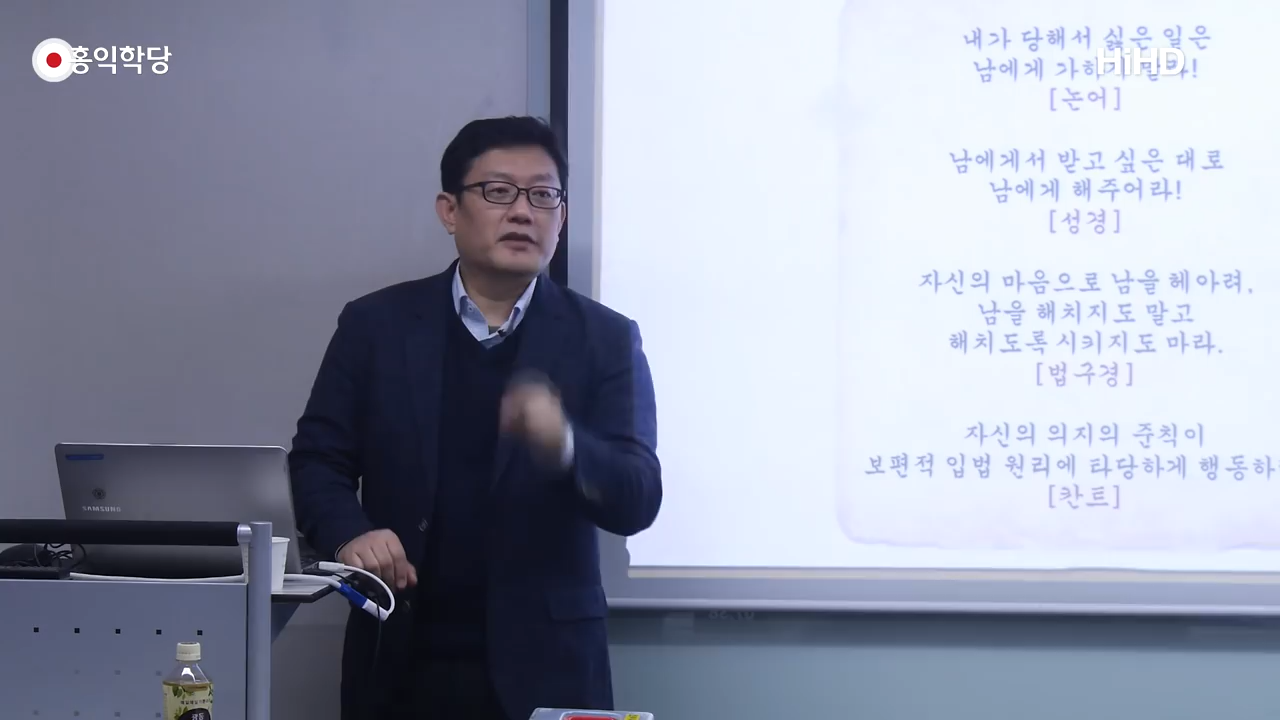 홍익학당
HiHD
내가 당해서 싫은 일은
남에게 가하지 말라!
[논어]
남에게서 받고 싶은 대로
남에게 해주어라!
[성경]
자신의 마음으로 남을 헤아려,
남을 해치지도 말고
해치도록 시키지도 마라.
[법구경]
자신의 의지의 준칙이
보편적 입법 원리에 타당하게 행동하
[칸트]
SAMSUNG